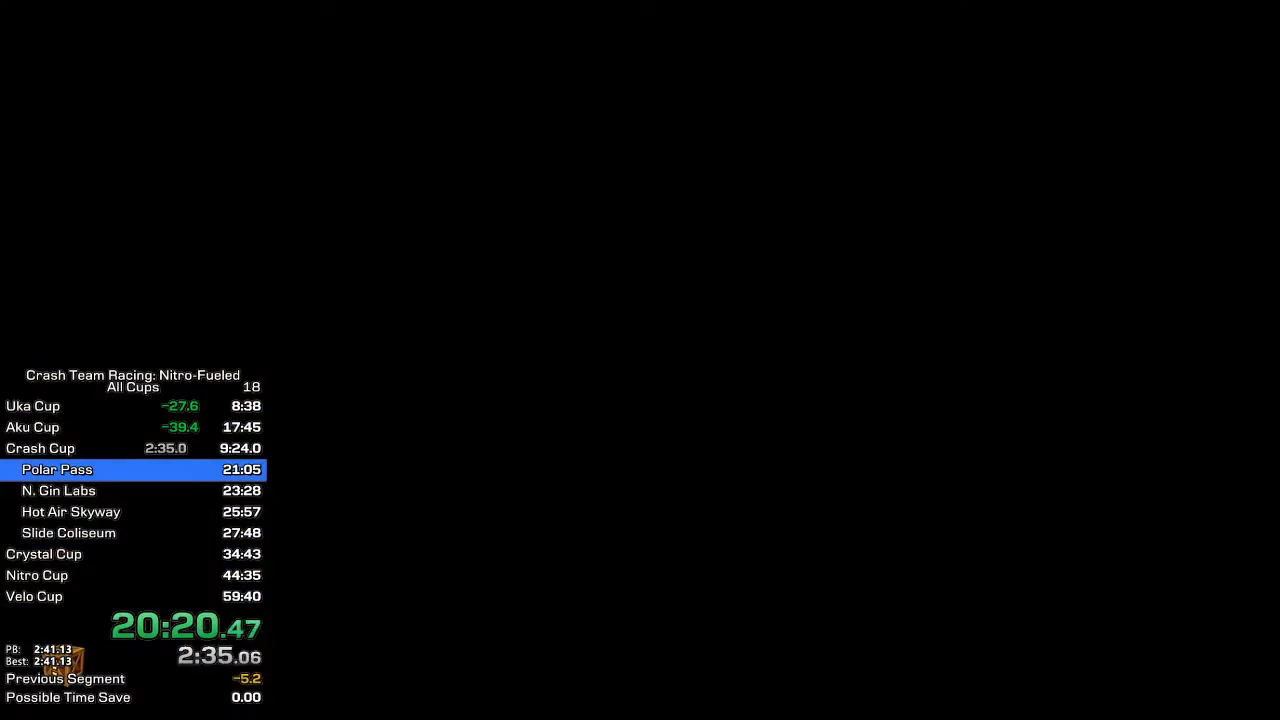 Crash Team Racing: Nitro-Fueled
All Cups 18
Uka Cup -27.6 8:38
Aku Cup -39.4 17:45
Crash Cup 2:35.0 9:24.0
Polar Pass 21:05
N. Gin Labs 23:28
Hot Air Skyway 25:57
Slide Coliseum 27:48
Crystal Cup 34:43
Nitro Cup 44:35
Velo Cup 59:40
20:20.47
PB: 2:41.13
2:35.06
Best: 2:41.13
Previous Segment -5.2
Possible Time Save 0.00